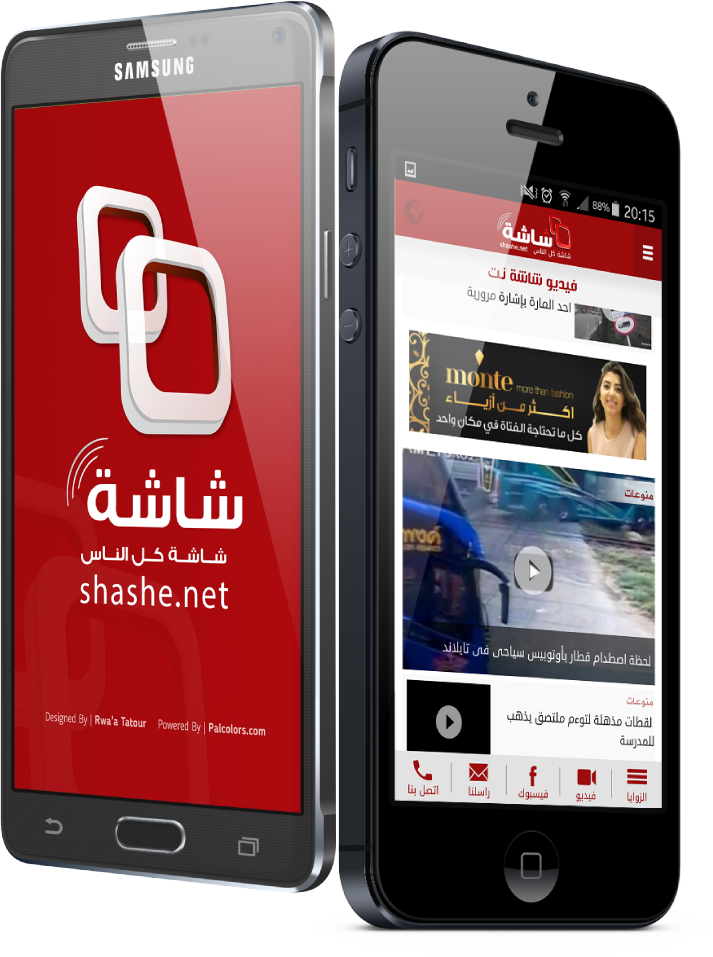 SAMSUNG
شاشة
شاشة كل الناس
shashe.net
Designed By | Rwa'a Tatour Powered By | Palcolors.com
88% 20:15
شاشة
shashe.net شاشة كل الناس
فيديو شاشة نت
احد المارة بإشارة مرورية
monte more than fashion
اكثر من أزياء
كل ما تحتاجة الفتاة في مكان واحد
منوعات
لحظة اصطدام قطار بأوتوبيس سياحى فى تايلاند
منوعات
لقطات مذهلة لتوءم ملتصق يذهب
للمدرسة
الزوايا
فيديو
فيسبوك
راسلنا
اتصل بنا